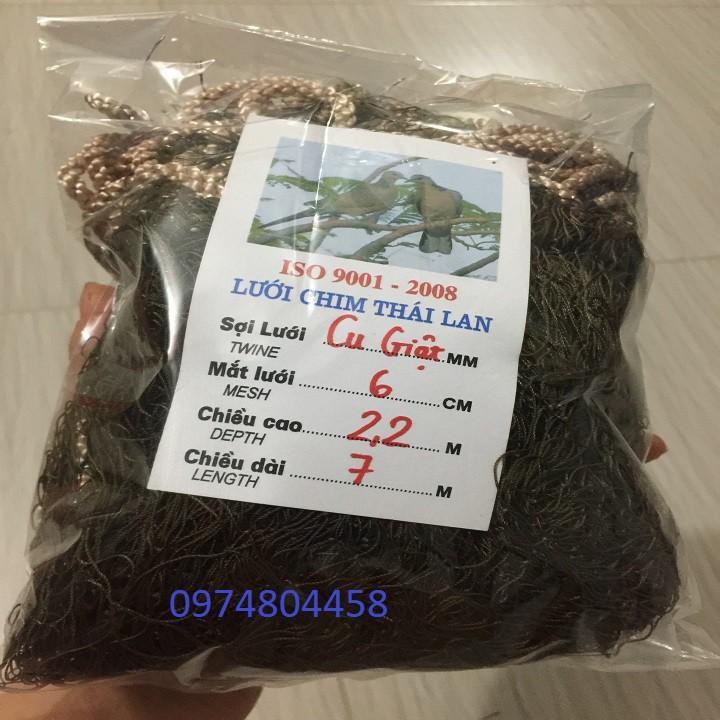 ISO 9001 - 2008
LƯỚI CHIM THÁI LAN
Sợi Lưới Cu Giật MM
TWINE
Mắt lưới 6 CM
MESH
Chiều cao 2,2 M
DEPTH
Chiều dài 7 M
LENGTH
0974804458